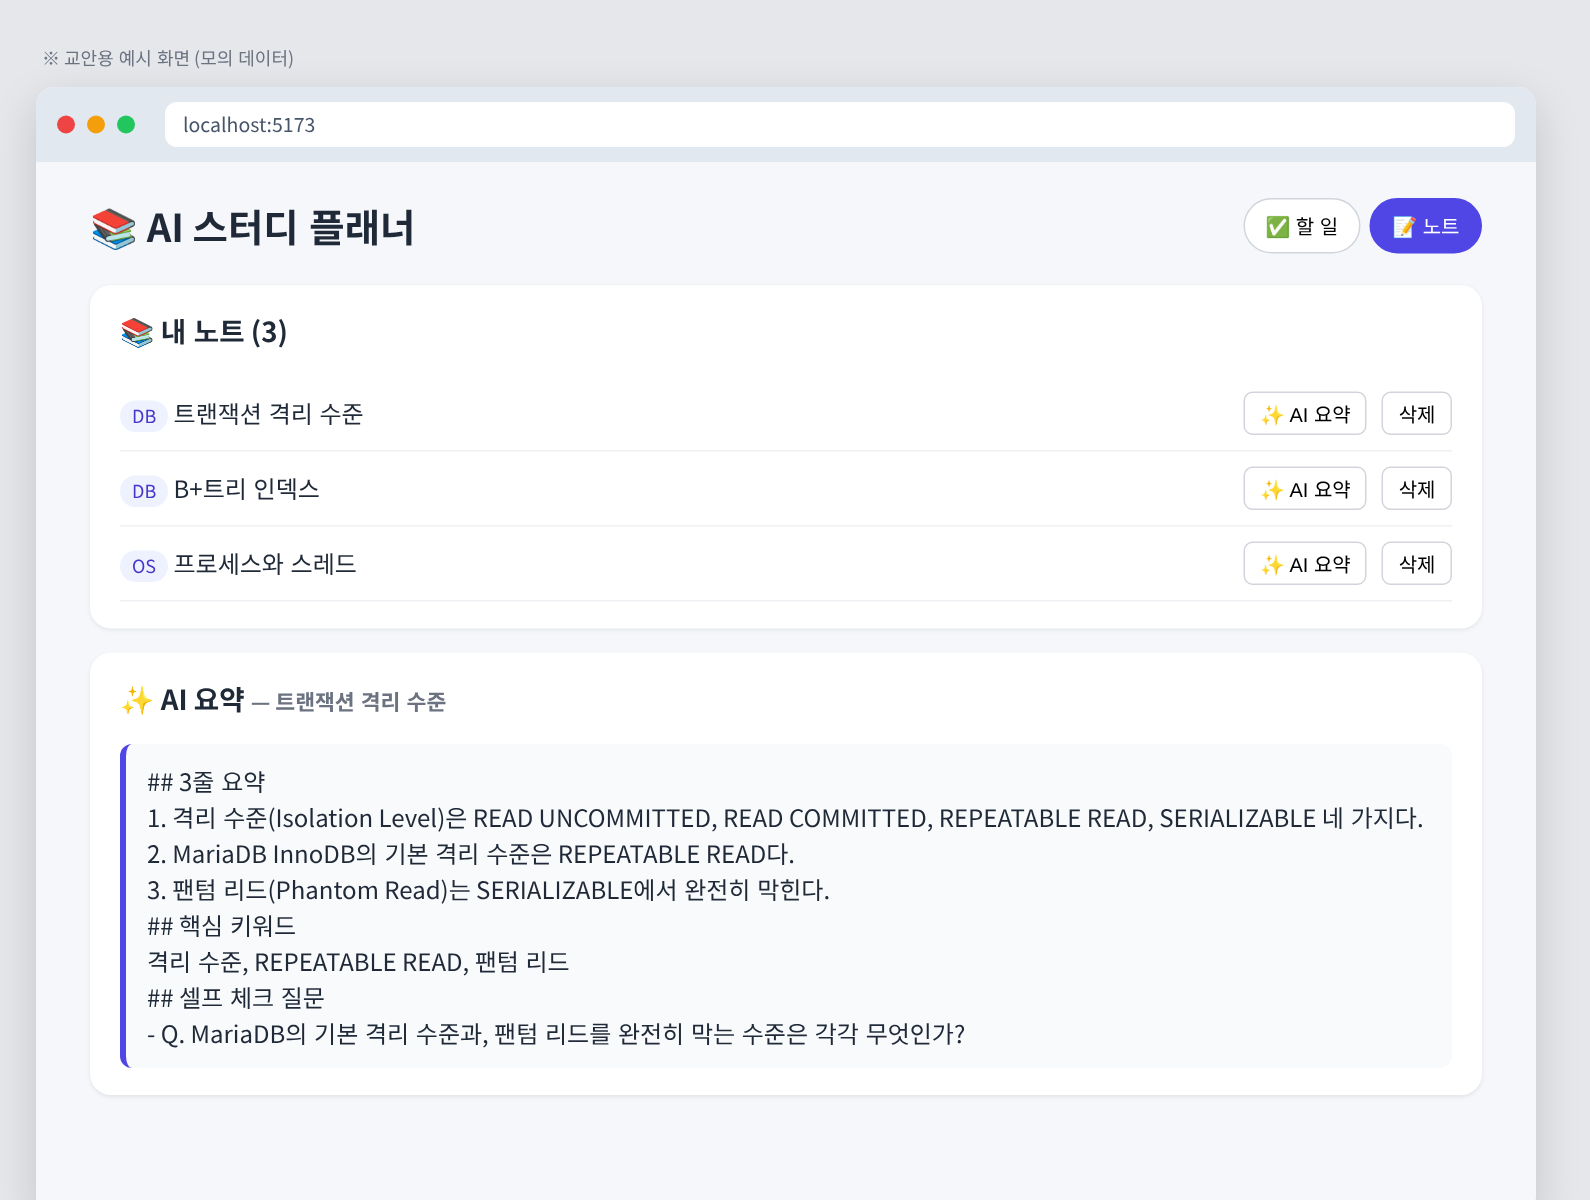 ※ 교안용 예시 화면 (모의 데이터)
localhost:5173
📚 AI 스터디 플래너
✅ 할 일
📝 노트
📚 내 노트 (3)
DB 트랜잭션 격리 수준
✨ AI 요약
삭제
DB B+트리 인덱스
✨ AI 요약
삭제
OS 프로세스와 스레드
✨ AI 요약
삭제
✨ AI 요약 — 트랜잭션 격리 수준
## 3줄 요약
1. 격리 수준(Isolation Level)은 READ UNCOMMITTED, READ COMMITTED, REPEATABLE READ, SERIALIZABLE 네 가지다.
2. MariaDB InnoDB의 기본 격리 수준은 REPEATABLE READ다.
3. 팬텀 리드(Phantom Read)는 SERIALIZABLE에서 완전히 막힌다.
## 핵심 키워드
격리 수준, REPEATABLE READ, 팬텀 리드
## 셀프 체크 질문
- Q. MariaDB의 기본 격리 수준과, 팬텀 리드를 완전히 막는 수준은 각각 무엇인가?